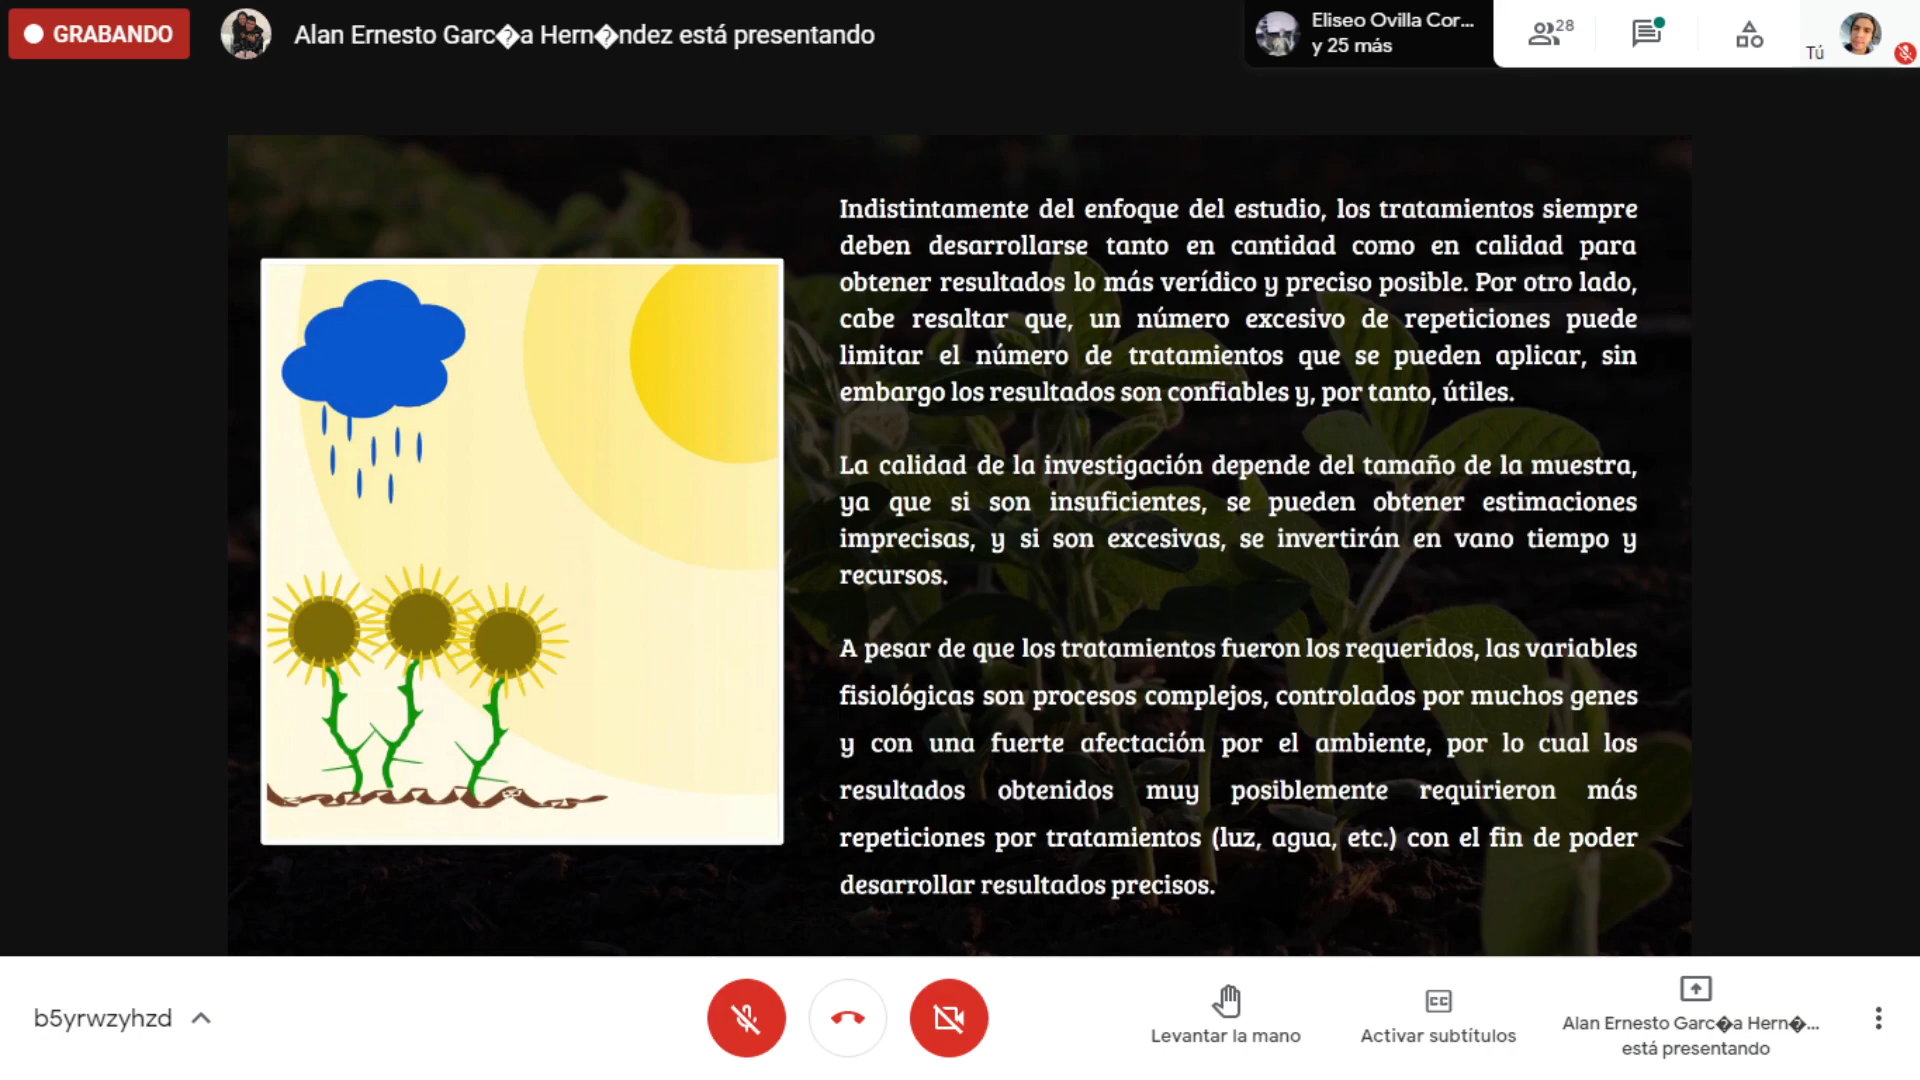 GRABANDO
Alan Ernesto Garc�a Hern�ndez está presentando
Eliseo Ovilla Cor...
y 25 más
28
Tú
Indistintamente del enfoque del estudio, los tratamientos siempre
deben desarrollarse tanto en cantidad como en calidad para
obtener resultados lo más verídico y preciso posible. Por otro lado,
cabe resaltar que, un número excesivo de repeticiones puede
limitar el número de tratamientos que se pueden aplicar, sin
embargo los resultados son confiables y, por tanto, útiles.
La calidad de la investigación depende del tamaño de la muestra,
ya que si son insuficientes, se pueden obtener estimaciones
imprecisas, y si son excesivas, se invertirán en vano tiempo y
recursos.
A pesar de que los tratamientos fueron los requeridos, las variables
fisiológicas son procesos complejos, controlados por muchos genes
y con una fuerte afectación por el ambiente, por lo cual los
resultados obtenidos muy posiblemente requirieron más
repeticiones por tratamientos (luz, agua, etc.) con el fin de poder
desarrollar resultados precisos.
b5yrwzyhzd
Levantar la mano
Activar subtítulos
Alan Ernesto Garc�a Hern�...
está presentando